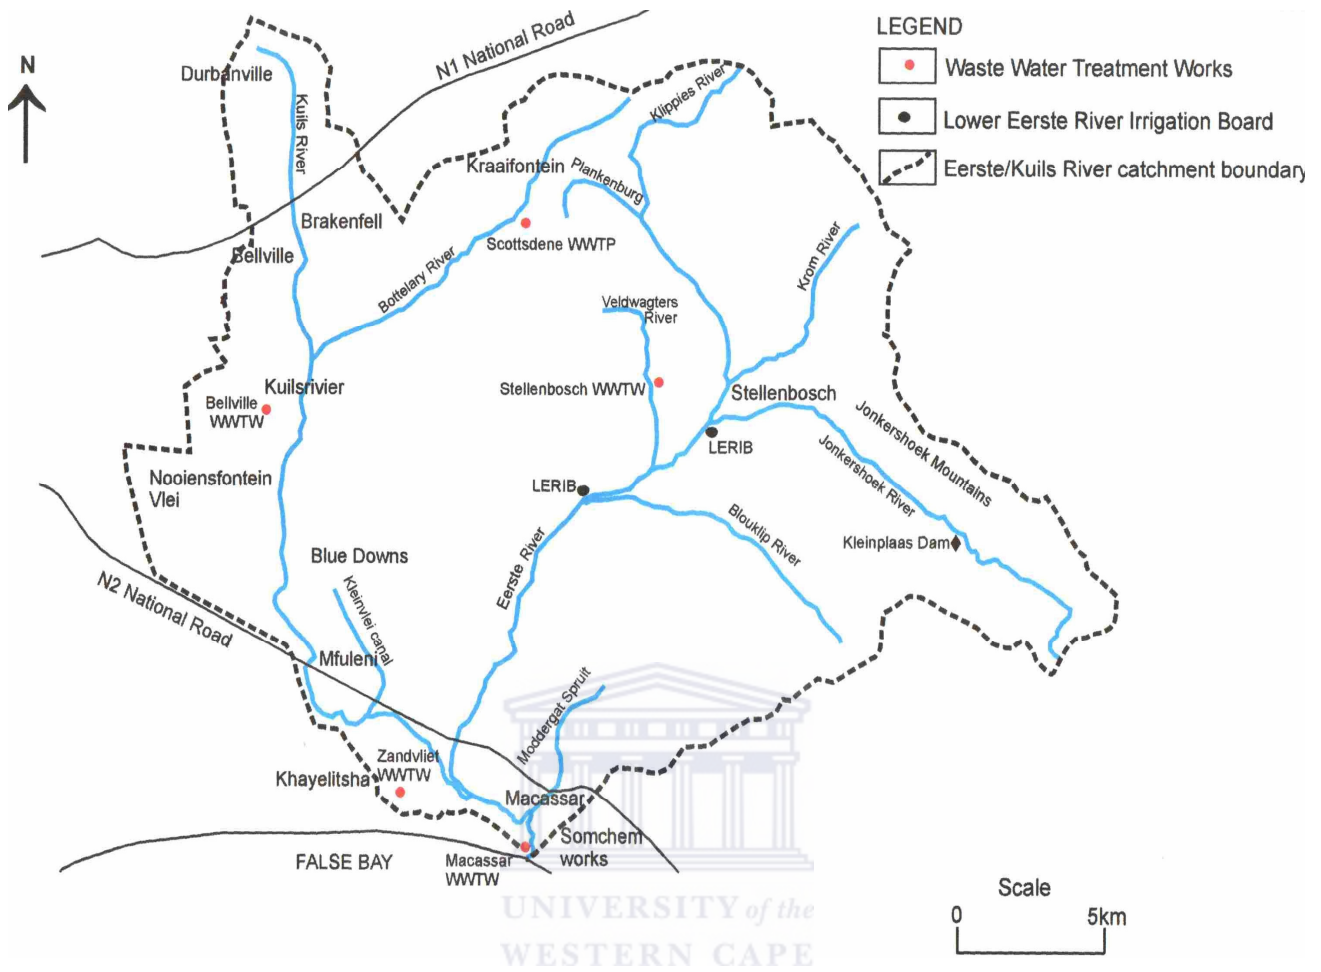 LEGEND
Waste Water Treatment Works
Lower Eerste River Irrigation Board
Eerste/Kuils River catchment boundary
N
N1 National Road
Durbanville
Kuils River
Klippies River
Kraaifontein
Plankenburg
Brakenfell
Bellville
Scottsdene WWTP
Bottelary River
Krom River
Veldwagters
River
Kuilsrivier
Bellville
WWTW
Stellenbosch WWTW
Stellenbosch
LERIB
Jonkershoek Mountains
Jonkershoek River
Nooiensfontein
Vlei
LERIB
Blouklip River
Kleinplaas Dam
Blue Downs
Eerste River
Kleinvlei canal
N2 National Road
Mfuleni
Moddergat Spruit
Zandvliet
WWTW
Khayelitsha
Macassar
Somchem
works
FALSE BAY
Macassar
WWTW
Scale
0 5km
UNIVERSITY of the
WESTERN CAPE